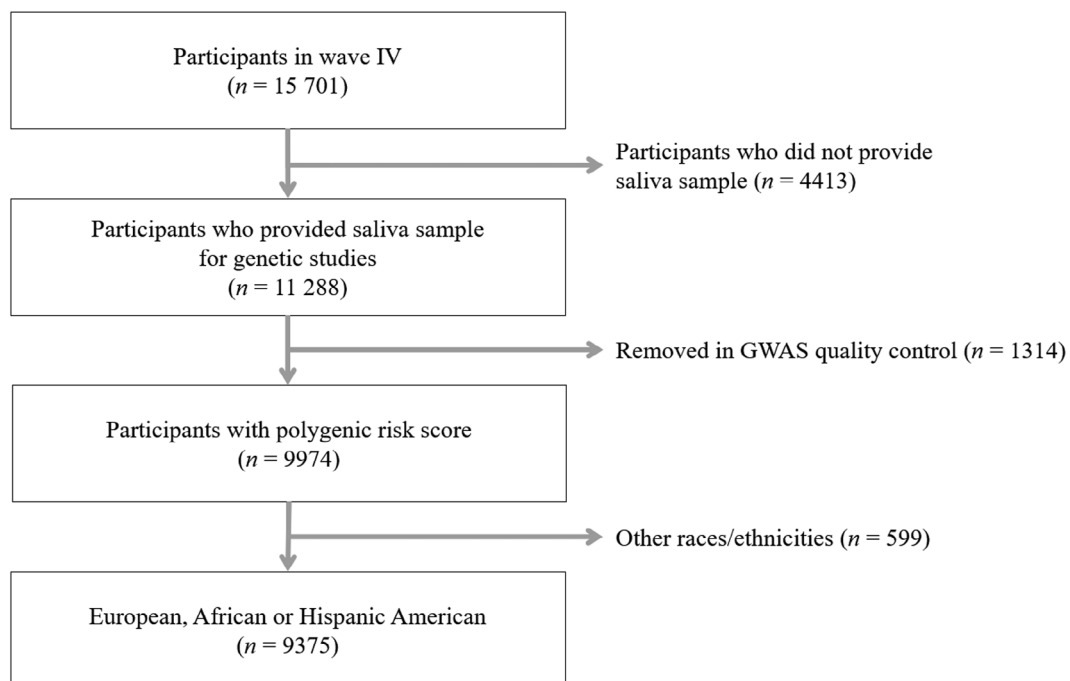 Participants in wave IV
(n = 15 701)
Participants who did not provide
saliva sample (n = 4413)
Participants who provided saliva sample
for genetic studies
(n = 11 288)
Removed in GWAS quality control (n = 1314)
Participants with polygenic risk score
(n = 9974)
Other races/ethnicities (n = 599)
European, African or Hispanic American
(n = 9375)